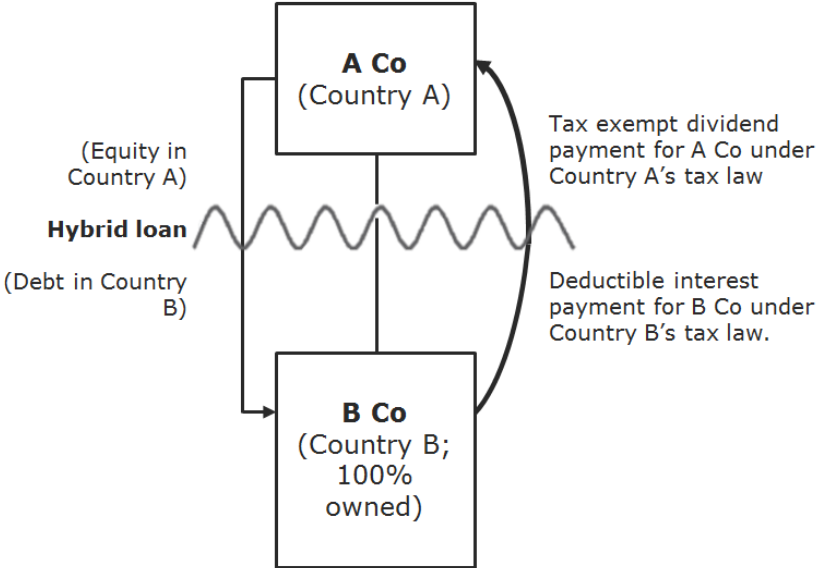 A Co
(Country A)
(Equity in
Country A)
Hybrid loan
(Debt in Country
B)
Tax exempt dividend
payment for A Co under
Country A’s tax law
Deductible interest
payment for B Co under
Country B’s tax law.
B Co
(Country B;
100%
owned)